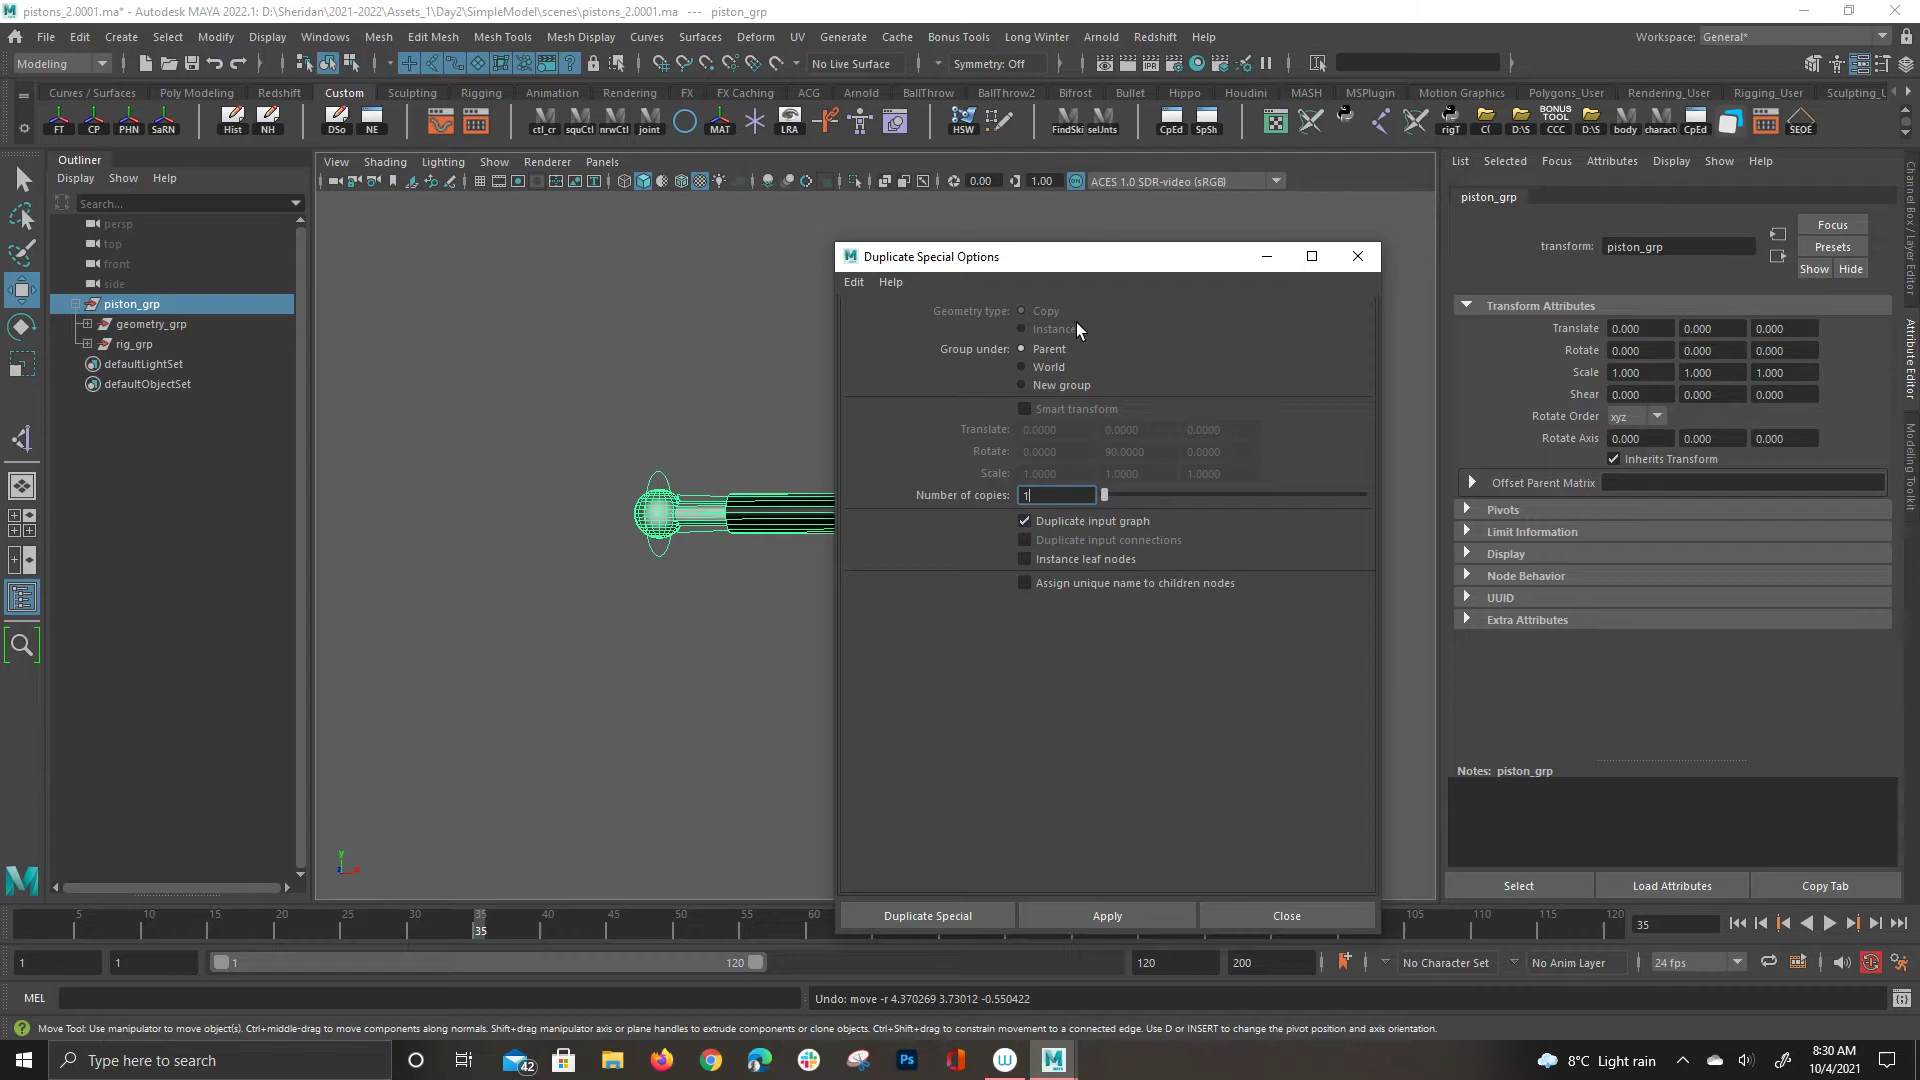 pistons_2.0001.ma* - Autodesk MAYA 2022.1: D:\Sheridan\2021-2022\Assets_1\Day2\SimpleModel\scenes\pistons_2.0001.ma --- piston_grp
File Edit Create Select Modify Display Windows Mesh Edit Mesh Mesh Tools Mesh Display Curves Surfaces Deform UV Generate Cache Bonus Tools Long Winter Arnold Redshift Help
Workspace: General*
Modeling No Live Surface Symmetry: Off
Curves / Surfaces Poly Modeling Redshift Custom Sculpting Rigging Animation Rendering FX FX Caching ACG Arnold BallThrow BallThrow2 Bifrost Bullet Hippo Houdini MASH MSPlugin Motion Graphics Polygons_User Rendering_User Rigging_User Sculpting_U
FT CP PHN SaRN Hist NH DSo NE ctl_cr squCtl nrwCtl joint MAT LRA HSW FindSki selJnts CpEd SpSh rigT C( D:\S BONUS TOOL CCC D:\S body charact CpEd SEOE
Outliner
Display Show Help
Search...
persp
top
front
side
piston_grp
geometry_grp
rig_grp
defaultLightSet
defaultObjectSet
View Shading Lighting Show Renderer Panels
0.00 1.00 ACES 1.0 SDR-video (sRGB)
Duplicate Special Options
Edit Help
Geometry type: Copy
Instance
Group under: Parent
World
New group
Smart transform
Translate: 0.0000 0.0000 0.0000
Rotate: 0.0000 90.0000 0.0000
Scale: 1.0000 1.0000 1.0000
Number of copies: 1
Duplicate input graph
Duplicate input connections
Instance leaf nodes
Assign unique name to children nodes
Duplicate Special Apply Close
y
List Selected Focus Attributes Display Show Help
piston_grp
Focus
transform: piston_grp Presets
Show Hide
Transform Attributes
Translate 0.000 0.000 0.000
Rotate 0.000 0.000 0.000
Scale 1.000 1.000 1.000
Shear 0.000 0.000 0.000
Rotate Order xyz
Rotate Axis 0.000 0.000 0.000
Inherits Transform
Offset Parent Matrix
Pivots
Limit Information
Display
Node Behavior
UUID
Extra Attributes
Notes: piston_grp
Select Load Attributes Copy Tab
Channel Box / Layer Editor
Attribute Editor
Modeling Toolkit
5 10 15 20 25 30 35 40 45 50 55 60 105 110 115 120
35
35
1 1 1 120 120 200 No Character Set No Anim Layer 24 fps
MEL Undo: move -r 4.370269 3.73012 -0.550422
Move Tool: Use manipulator to move object(s). Ctrl+middle-drag to move components along normals. Shift+drag manipulator axis or plane handles to extrude components or clone objects. Ctrl+Shift+drag to constrain movement to a connected edge. Use D or INSERT to change the pivot position and axis orientation.
Type here to search
42
8°C Light rain
8:30 AM
10/4/2021